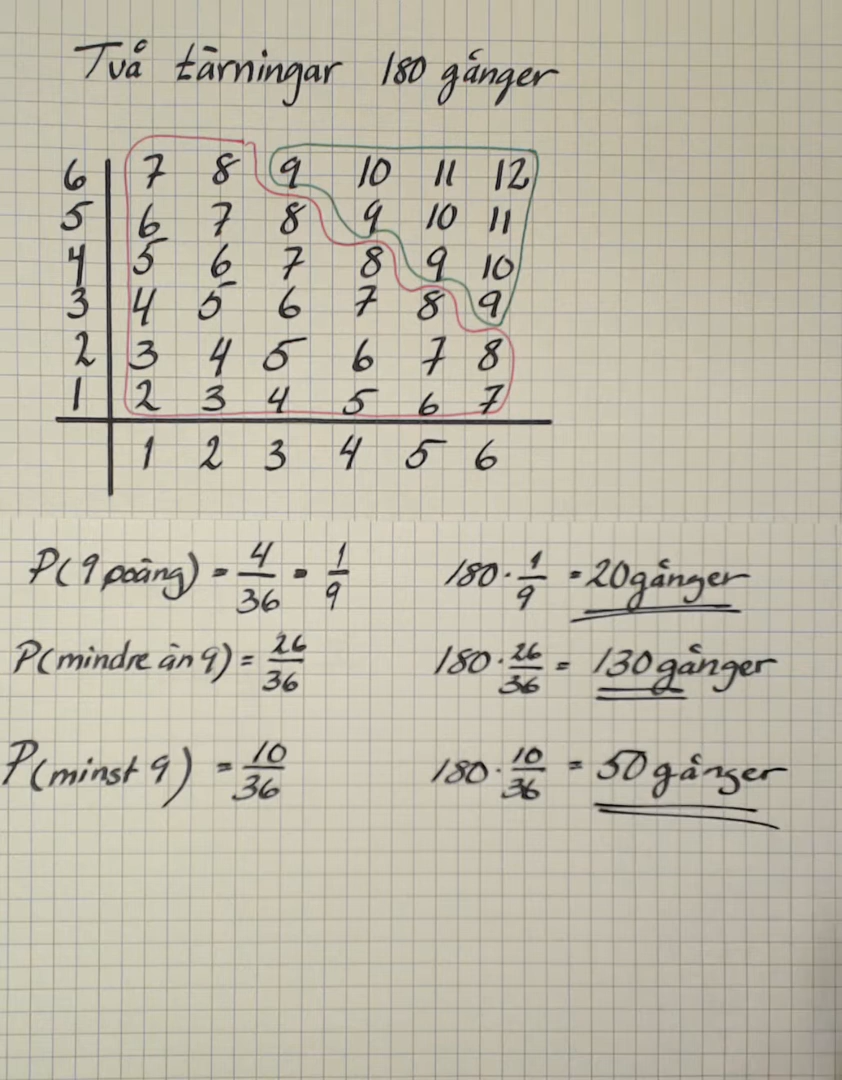 Två tärningar 180 gånger
6 | 7 8 9 10 11 12
5 | 6 7 8 9 10 11
4 | 5 6 7 8 9 10
3 | 4 5 6 7 8 9
2 | 3 4 5 6 7 8
1 | 2 3 4 5 6 7
1 2 3 4 5 6
P(9 poäng) = 4/36 = 1/9 180 · 1/9 = 20 gånger
P(mindre än 9) = 26/36 180 · 26/36 = 130 gånger
P(minst 9) = 10/36 180 · 10/36 = 50 gånger